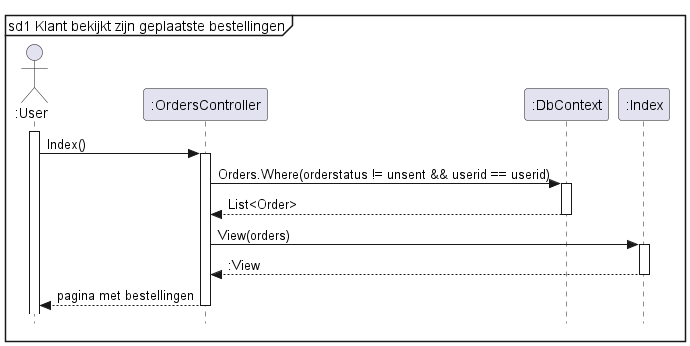 sd1 Klant bekijkt zijn geplaatste bestellingen
:User
:OrdersController
:DbContext
:Index
Index()
Orders.Where(orderstatus != unsent && userid == userid)
List<Order>
View(orders)
:View
pagina met bestellingen